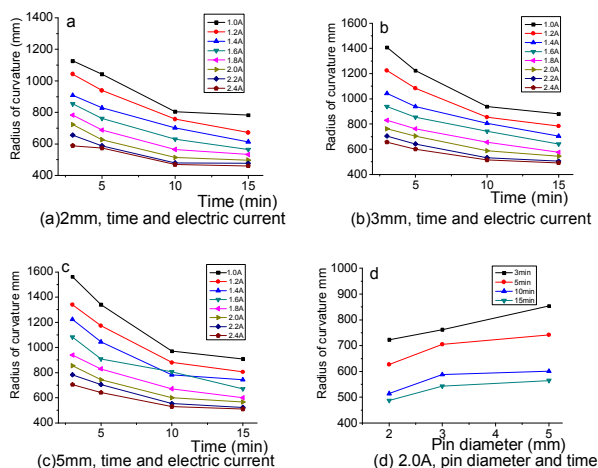 a
1400
1200
1000
800
600
400
5
10
15
Radius of curvature mm
Time (min)
1.0A
1.2A
1.4A
1.6A
1.8A
2.0A
2.2A
2.4A
(a)2mm, time and electric current
b
1600
1400
1200
1000
800
600
400
5
10
15
Radius of curvature mm
Time (min)
1.0A
1.2A
1.4A
1.6A
1.8A
2.0A
2.2A
2.4A
(b)3mm, time and electric current
c
1600
1400
1200
1000
800
600
400
5
10
15
Radius of curvature mm
Time (min)
1.0A
1.2A
1.4A
1.6A
1.8A
2.0A
2.2A
2.4A
(c)5mm, time and electric current
d
1000
900
800
700
600
500
400
2
3
4
5
Radius of curvature mm
Pin diameter (mm)
3min
5min
10min
15min
(d) 2.0A, pin diameter and time